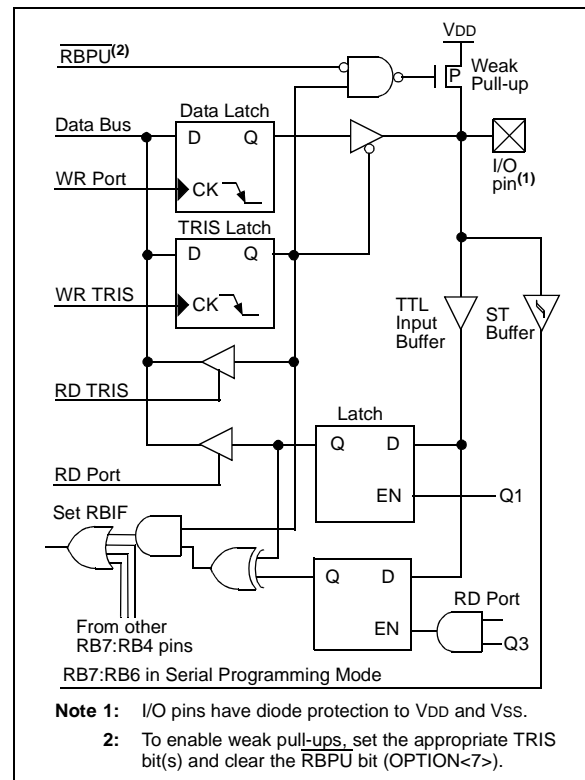 VDD
RBPU(2)
P
Weak
Pull-up
Data Latch
Data Bus
D Q
WR Port
CK
I/O
pin(1)
TRIS Latch
D Q
WR TRIS
CK
TTL
Input
Buffer
ST
Buffer
RD TRIS
Latch
Q D
RD Port
EN
Q1
Set RBIF
Q D
RD Port
EN
Q3
From other
RB7:RB4 pins
RB7:RB6 in Serial Programming Mode
Note 1: I/O pins have diode protection to VDD and VSS.
2: To enable weak pull-ups, set the appropriate TRIS
bit(s) and clear the RBPU bit (OPTION<7>).